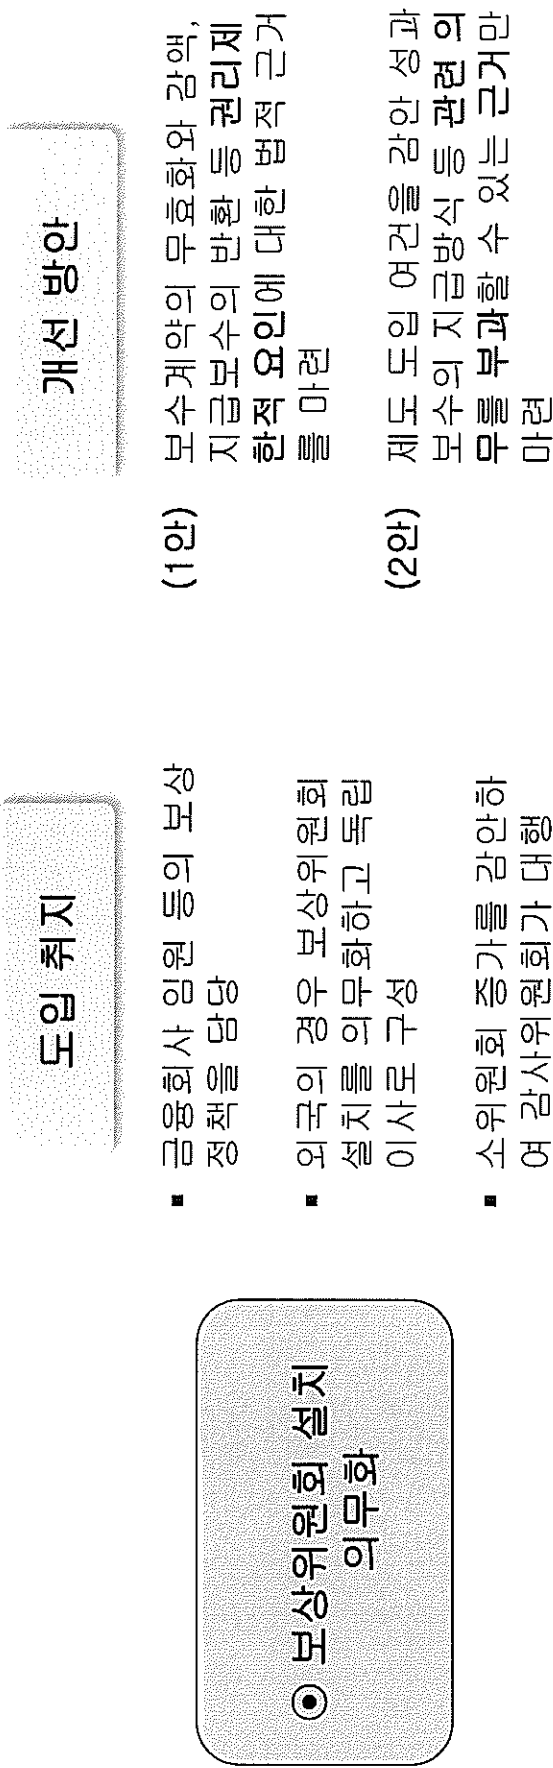 도입 취지
개선 방안
◉ 보상위원회 설치
의무화
▪ 금융회사 임원 등의 보상
정책을 담당
▪ 외국의 경우 보상위원회
설치를 의무화하고 독립
이사로 구성
▪ 소위원회 증가를 감안하
여 감사위원회가 대행
(1안) 보수계약의 무효화와 감액,
지급보수의 반환 등 권리제
한적 요인에 대한 법적 근거
를 마련
(2안) 제도 도입 여건을 감안 성과
보수의 지급방식 등 관련 의
무를 부과할 수 있는 근거만
마련